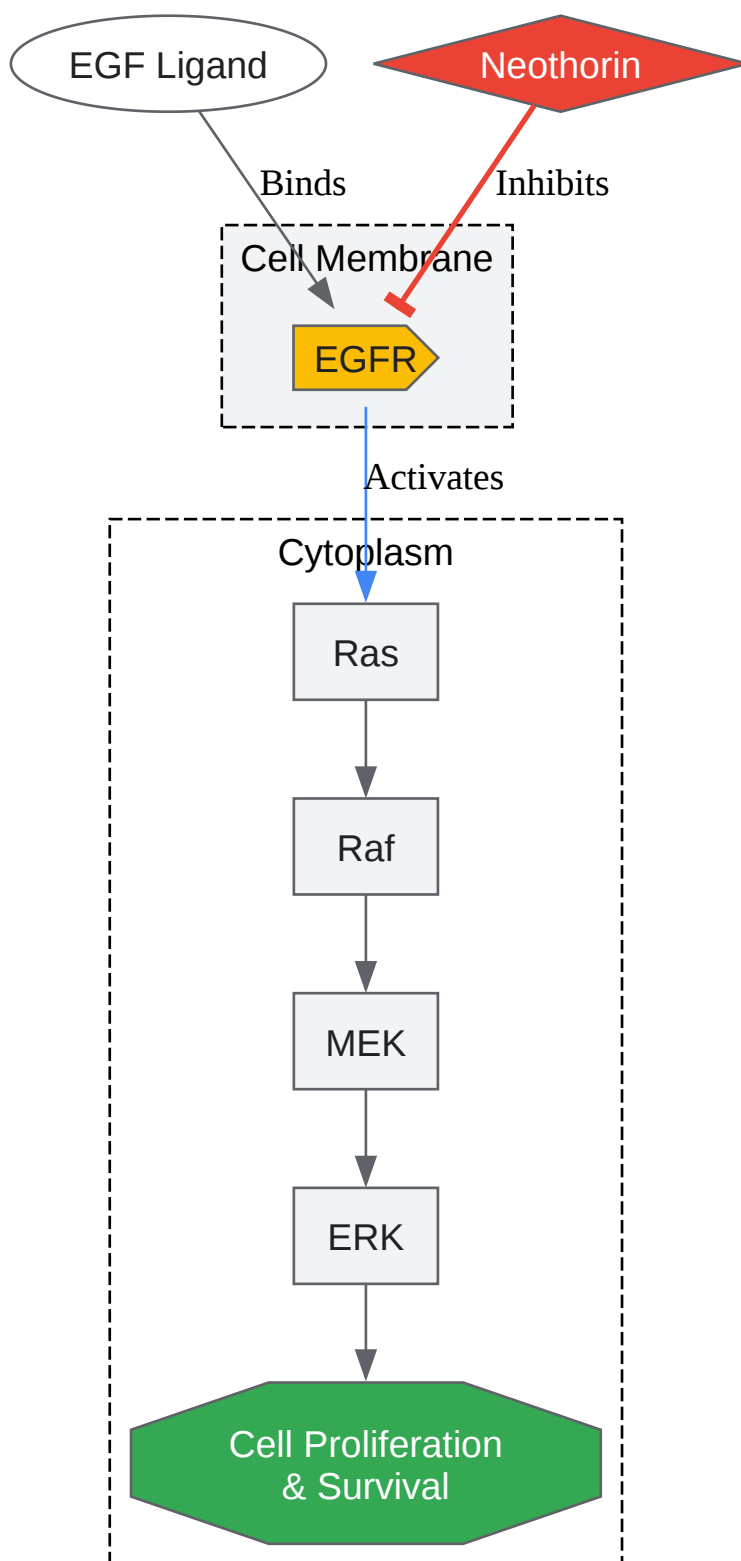 EGF Ligand
Neothorin
Binds
Inhibits
Cell Membrane
EGFR
Activates
Cytoplasm
Ras
Raf
MEK
ERK
Cell Proliferation
& Survival